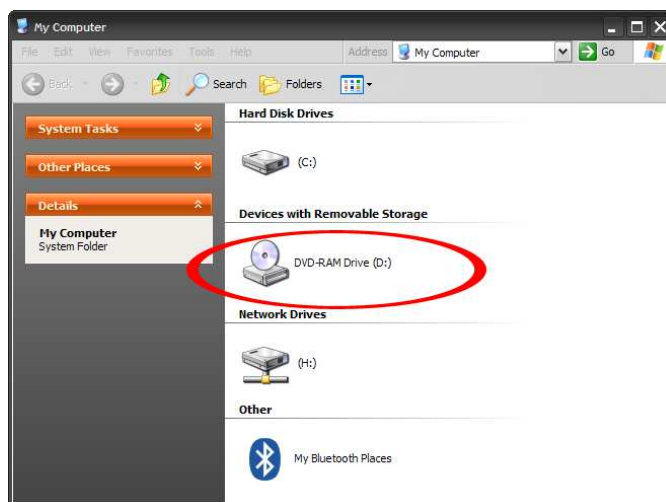 My Computer
File Edit View Favorites Tools Help Address My Computer Go
Back Search Folders
System Tasks
Other Places
Details
My Computer
System Folder
Hard Disk Drives
(C:)
Devices with Removable Storage
DVD-RAM Drive (D:)
Network Drives
(H:)
Other
My Bluetooth Places